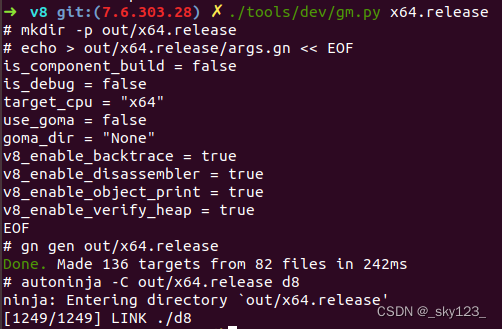 ➜ v8 git:(7.6.303.28) ✗ ./tools/dev/gm.py x64.release
# mkdir -p out/x64.release
# echo > out/x64.release/args.gn << EOF
is_component_build = false
is_debug = false
target_cpu = "x64"
use_goma = false
goma_dir = "None"
v8_enable_backtrace = true
v8_enable_disassembler = true
v8_enable_object_print = true
v8_enable_verify_heap = true
EOF
# gn gen out/x64.release
Done. Made 136 targets from 82 files in 242ms
# autoninja -C out/x64.release d8
ninja: Entering directory `out/x64.release'
[1249/1249] LINK ./d8
CSDN @_sky123_